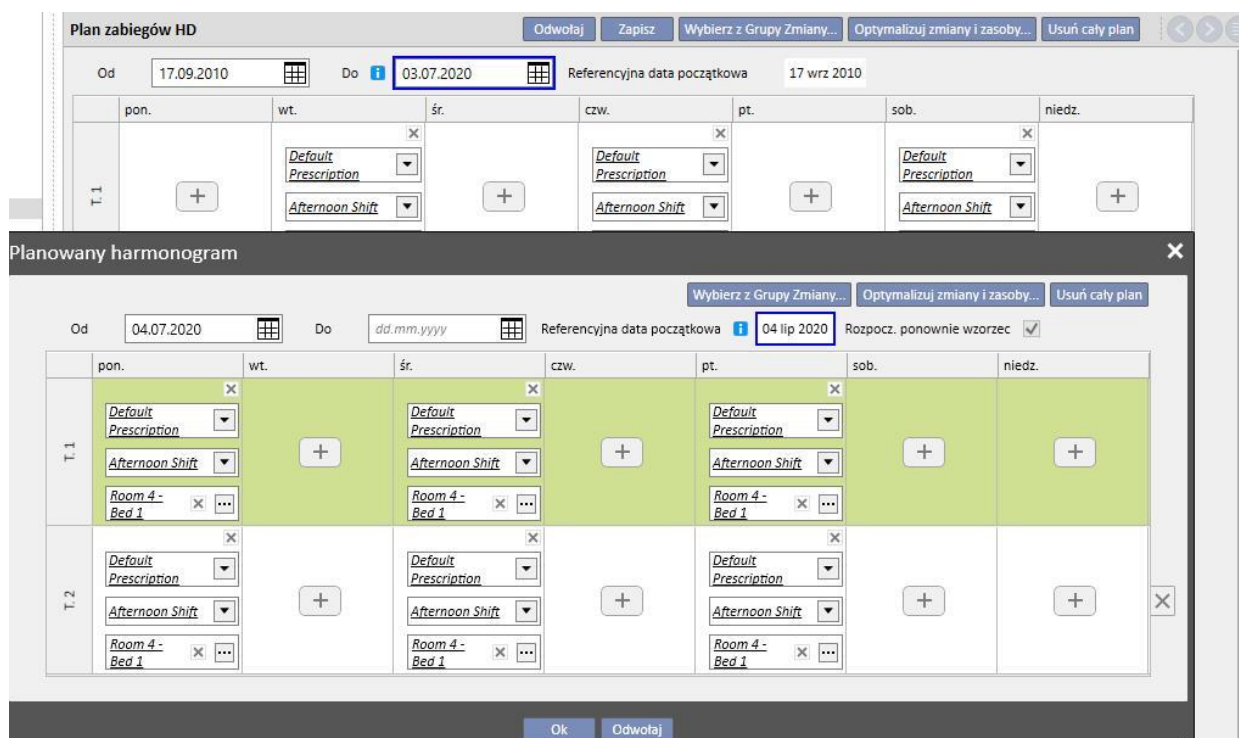 Plan zabiegów HD Odwołaj Zapisz Wybierz z Grupy Zmiany... Optymalizuj zmiany i zasoby... Usuń cały plan
Od 17.09.2010 Do 03.07.2020 Referencyjna data początkowa 17 wrz 2010
pon. wt. śr. czw. pt. sob. niedz.
Default Default Default
Prescription Prescription Prescription
T. 1
Afternoon Shift Afternoon Shift Afternoon Shift
Planowany harmonogram
Wybierz z Grupy Zmiany... Optymalizuj zmiany i zasoby... Usuń cały plan
Od 04.07.2020 Do dd.mm.yyyy Referencyjna data początkowa 04 lip 2020 Rozpocz. ponownie wzorzec
pon. wt. śr. czw. pt. sob. niedz.
Default Default Default
Prescription Prescription Prescription
T. 1
Afternoon Shift Afternoon Shift Afternoon Shift
Room 4 - Room 4 - Room 4 -
Bed 1 Bed 1 Bed 1
Default Default Default
Prescription Prescription Prescription
T. 2
Afternoon Shift Afternoon Shift Afternoon Shift
Room 4 - Room 4 - Room 4 -
Bed 1 Bed 1 Bed 1
Ok Odwołaj